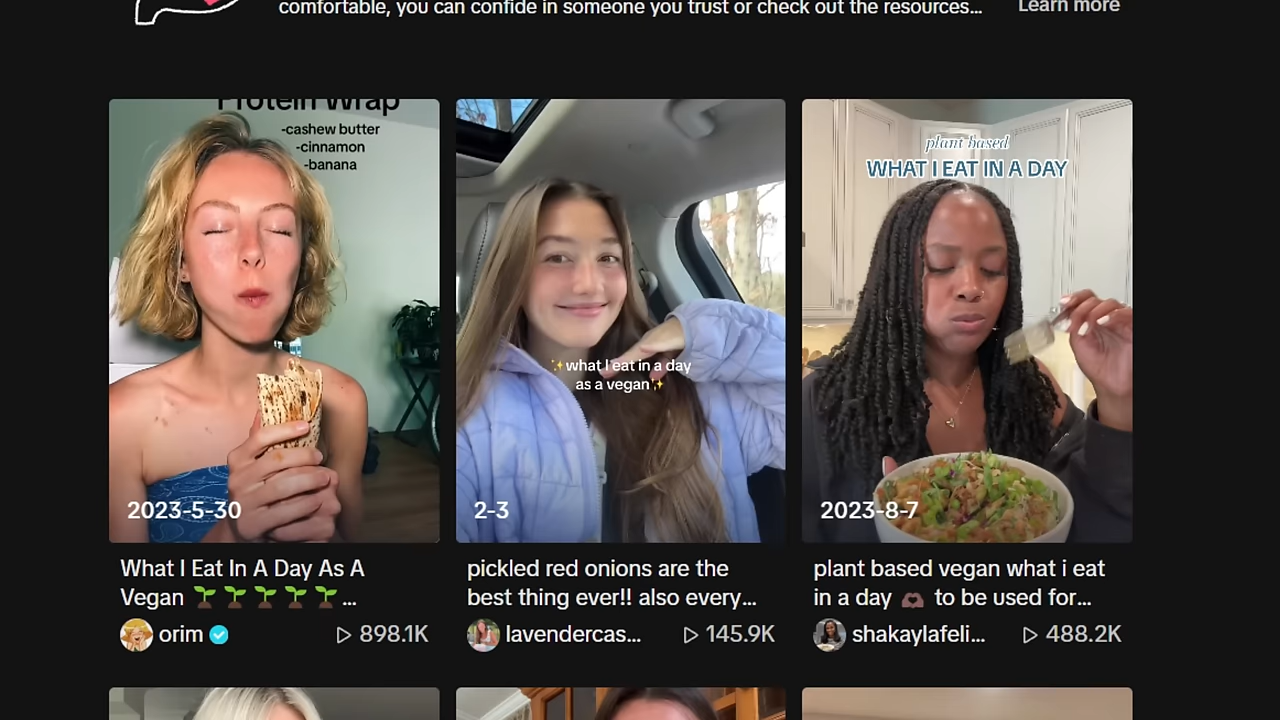 comfortable, you can confide in someone you trust or check out the resources...
Learn more
Protein Wrap
-cashew butter
-cinnamon
-banana
2023-5-30
✨what I eat in a day
as a vegan✨
2-3
plant based
WHAT I EAT IN A DAY
2023-8-7
What I Eat In A Day As A
Vegan 🌱🌱🌱🌱🌱...
orim
898.1K
pickled red onions are the
best thing ever!! also every...
lavendercas...
145.9K
plant based vegan what i eat
in a day 🫶🏾 to be used for...
shakaylafeli...
488.2K